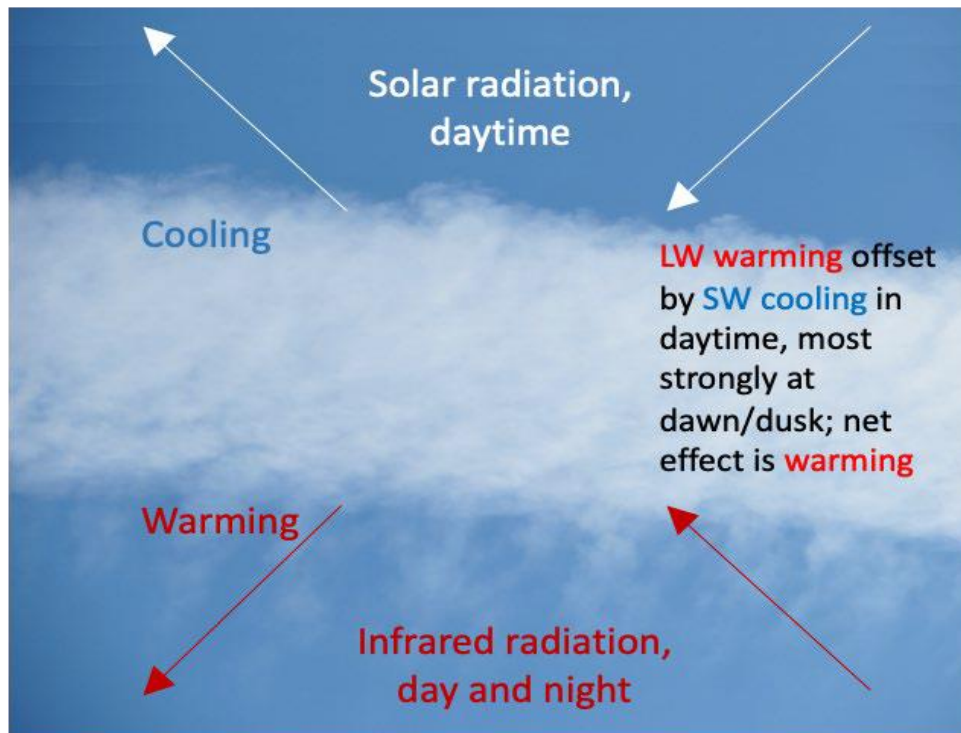 Solar radiation,
daytime
Cooling
LW warming offset
by SW cooling in
daytime, most
strongly at
dawn/dusk; net
effect is warming
Warming
Infrared radiation,
day and night